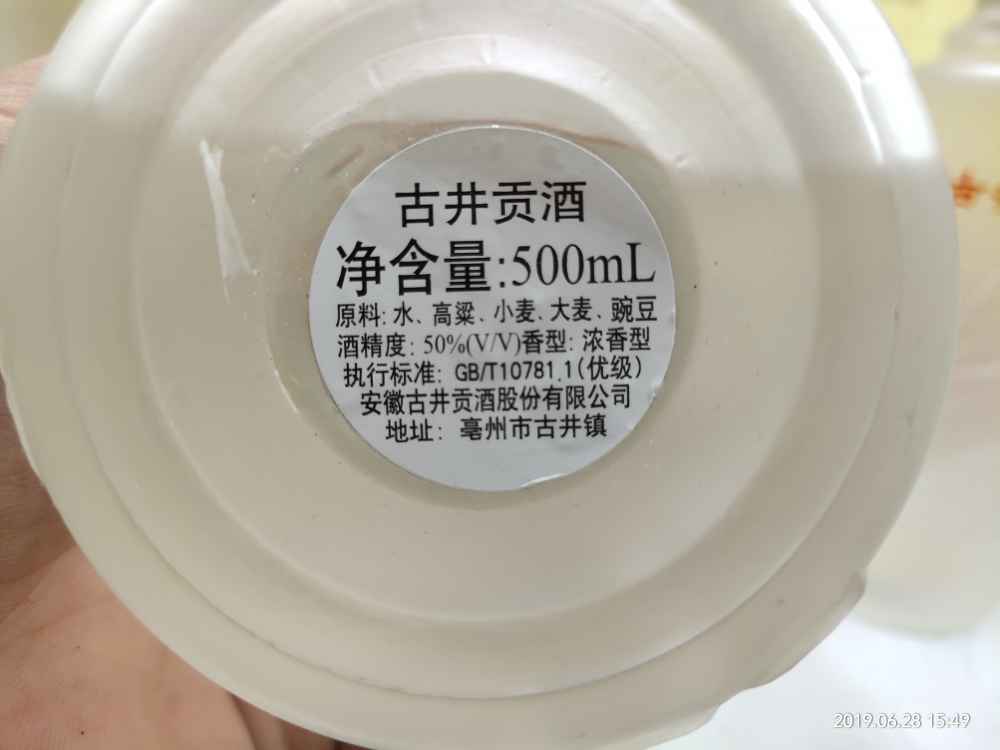 古井贡酒
净含量:500mL
原料: 水、高粱、小麦、大麦、豌豆
酒精度: 50%(V/V)香型: 浓香型
执行标准: GB/T10781.1(优级)
安徽古井贡酒股份有限公司
地址: 亳州市古井镇
2019.06.28 15:49